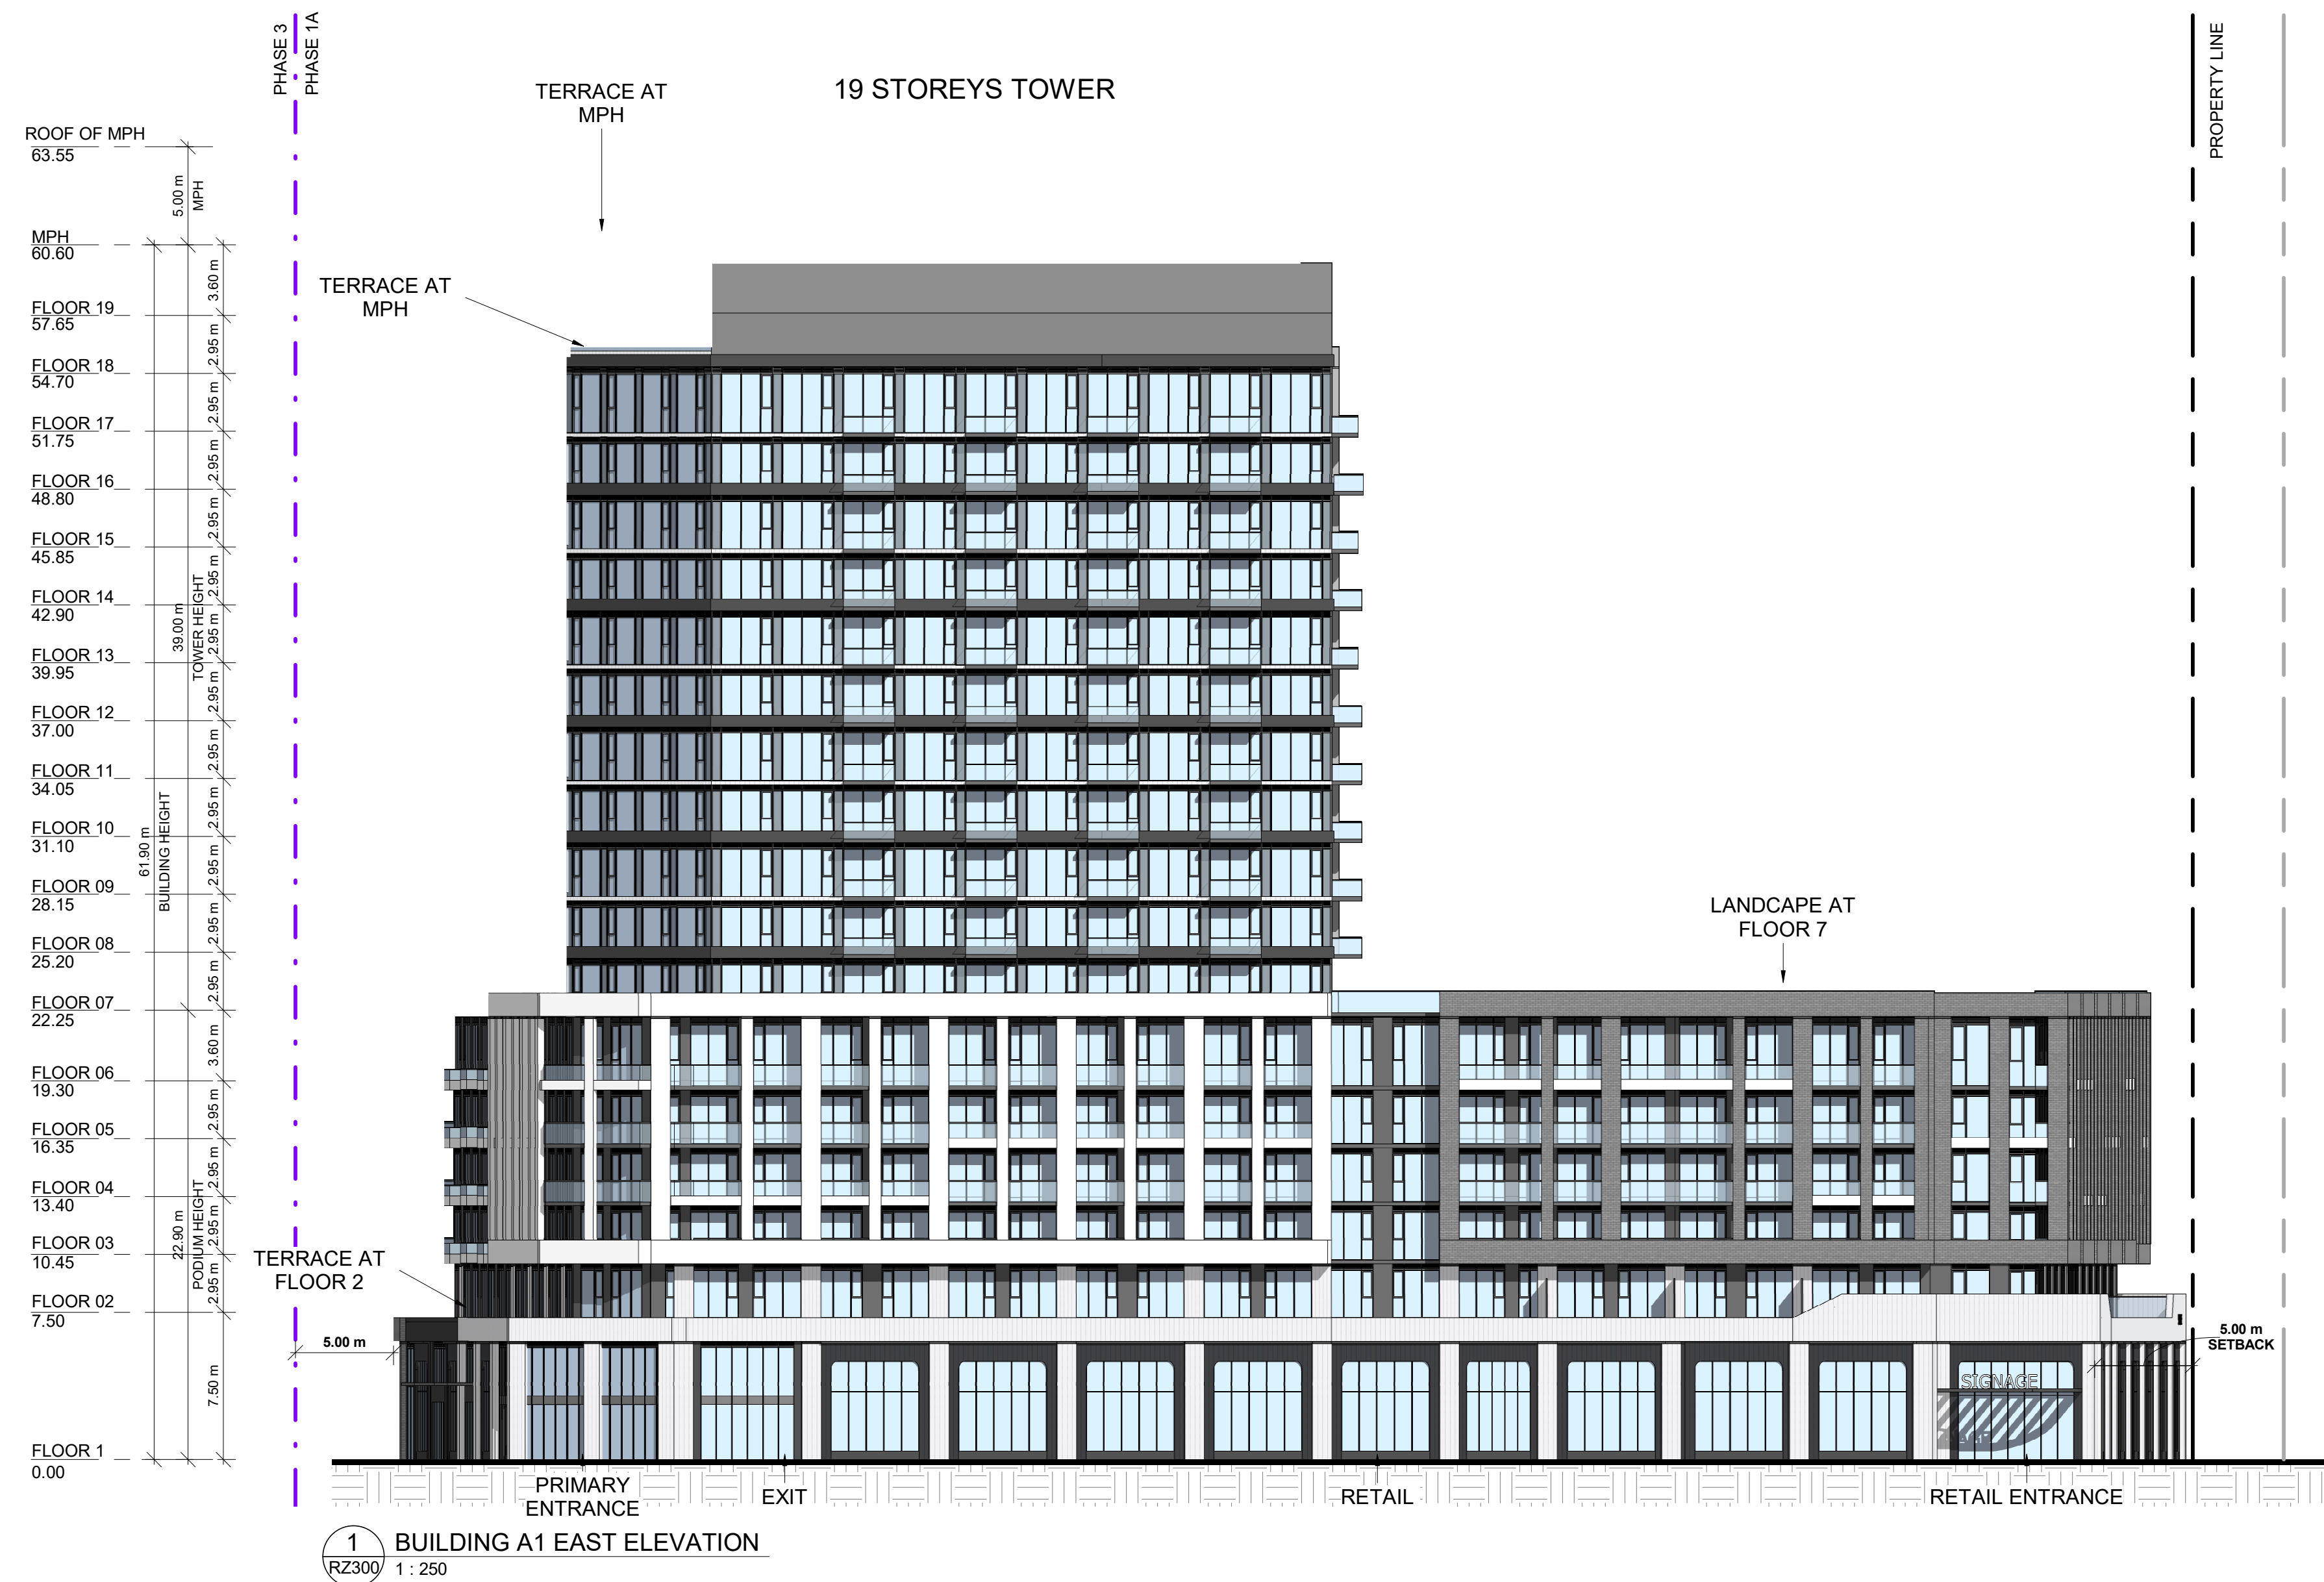 PHASE 3
PHASE 1A
PROPERTY LINE
19 STOREYS TOWER
TERRACE AT
MPH
TERRACE AT
MPH
ROOF OF MPH
63.55
5.00 m
MPH
MPH
60.60
3.60 m
FLOOR 19
57.65
2.95 m
FLOOR 18
54.70
2.95 m
FLOOR 17
51.75
2.95 m
FLOOR 16
48.80
2.95 m
FLOOR 15
45.85
2.95 m
FLOOR 14
42.90
2.95 m
39.00 m
TOWER HEIGHT
FLOOR 13
39.95
2.95 m
FLOOR 12
37.00
2.95 m
FLOOR 11
34.05
2.95 m
FLOOR 10
31.10
2.95 m
61.90 m
BUILDING HEIGHT
FLOOR 09
28.15
2.95 m
FLOOR 08
25.20
2.95 m
FLOOR 07
22.25
3.60 m
FLOOR 06
19.30
2.95 m
FLOOR 05
16.35
2.95 m
FLOOR 04
13.40
2.95 m
22.90 m
PODIUM HEIGHT
FLOOR 03
10.45
2.95 m
FLOOR 02
7.50
7.50 m
FLOOR 1
0.00
LANDCAPE AT
FLOOR 7
TERRACE AT
FLOOR 2
5.00 m
5.00 m
SETBACK
SIGNAGE
PRIMARY
ENTRANCE
EXIT
RETAIL
RETAIL ENTRANCE
1
RZ300
BUILDING A1 EAST ELEVATION
1 : 250